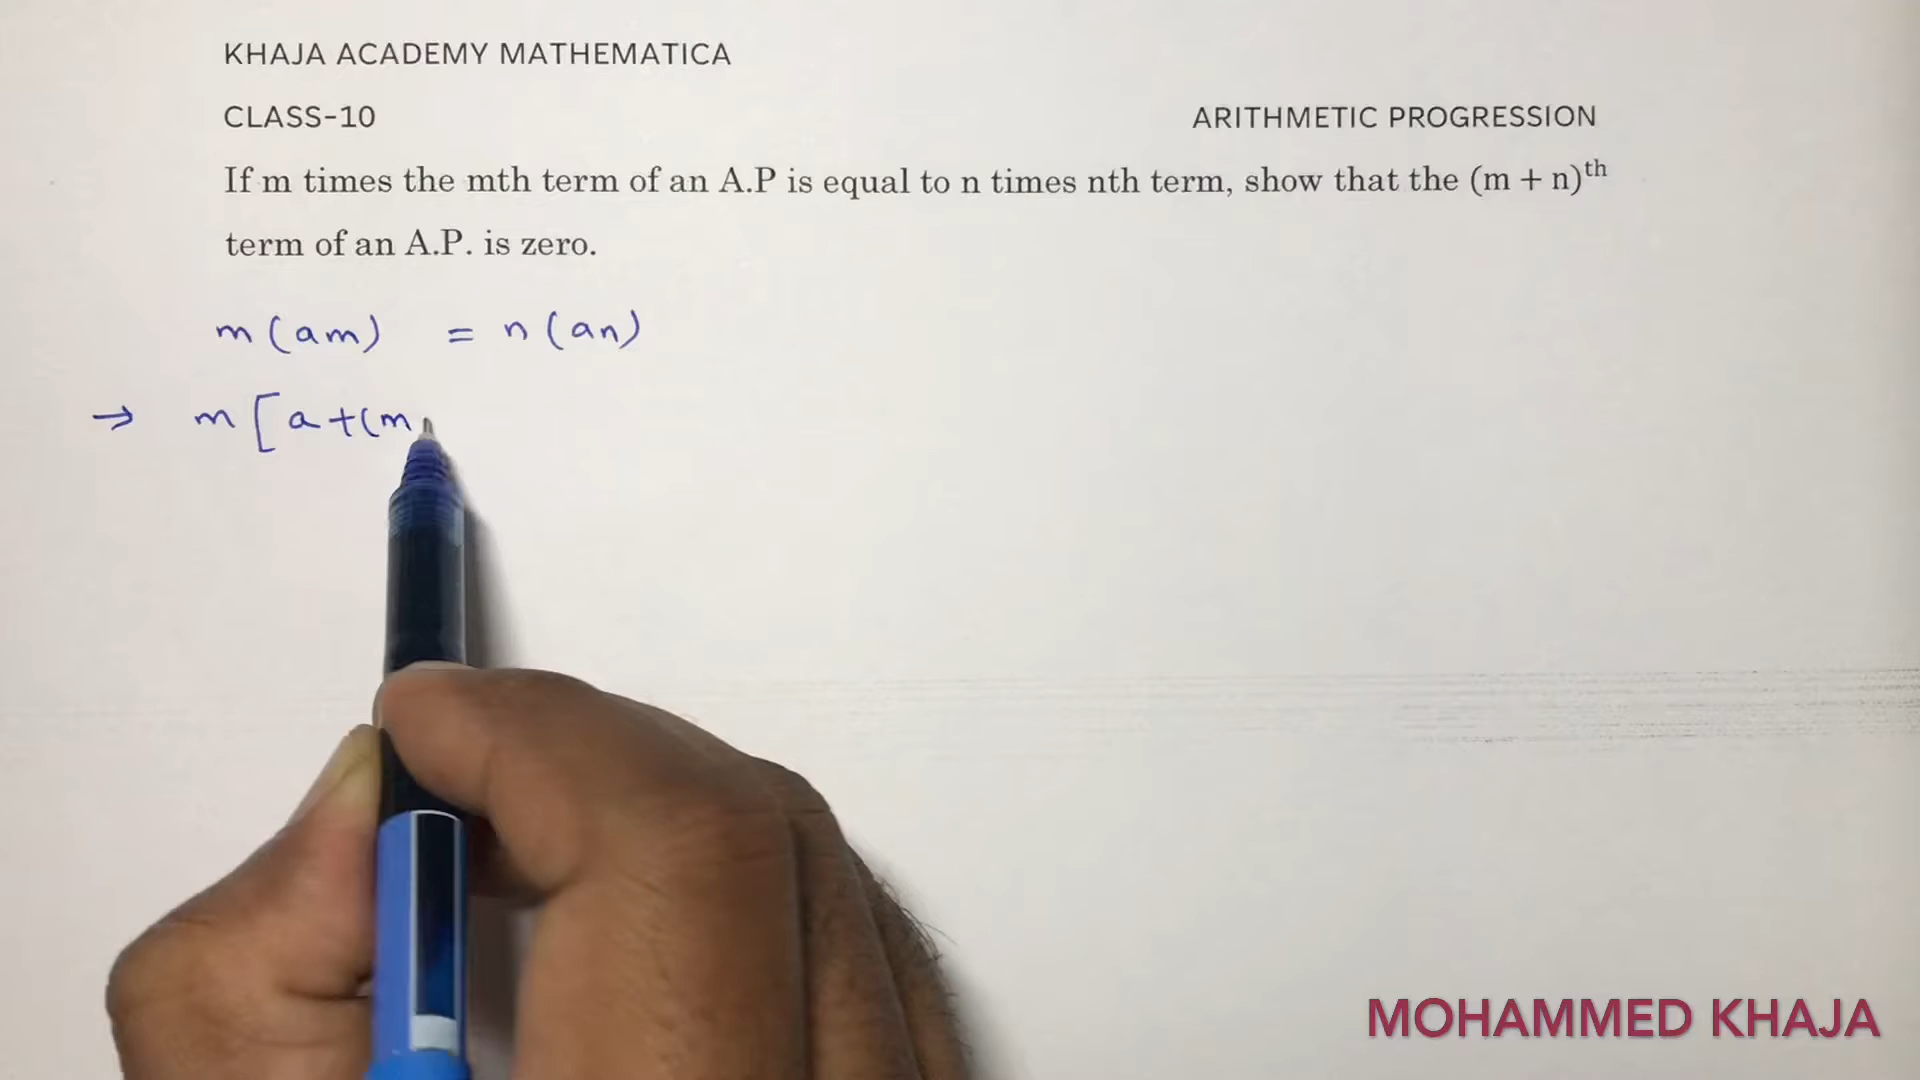 KHAJA ACADEMY MATHEMATICA
CLASS-10 ARITHMETIC PROGRESSION
If m times the mth term of an A.P is equal to n times nth term, show that the (m + n)ᵗʰ
term of an A.P. is zero.
m (am) = n (an)
→ m [ a + (m
MOHAMMED KHAJA